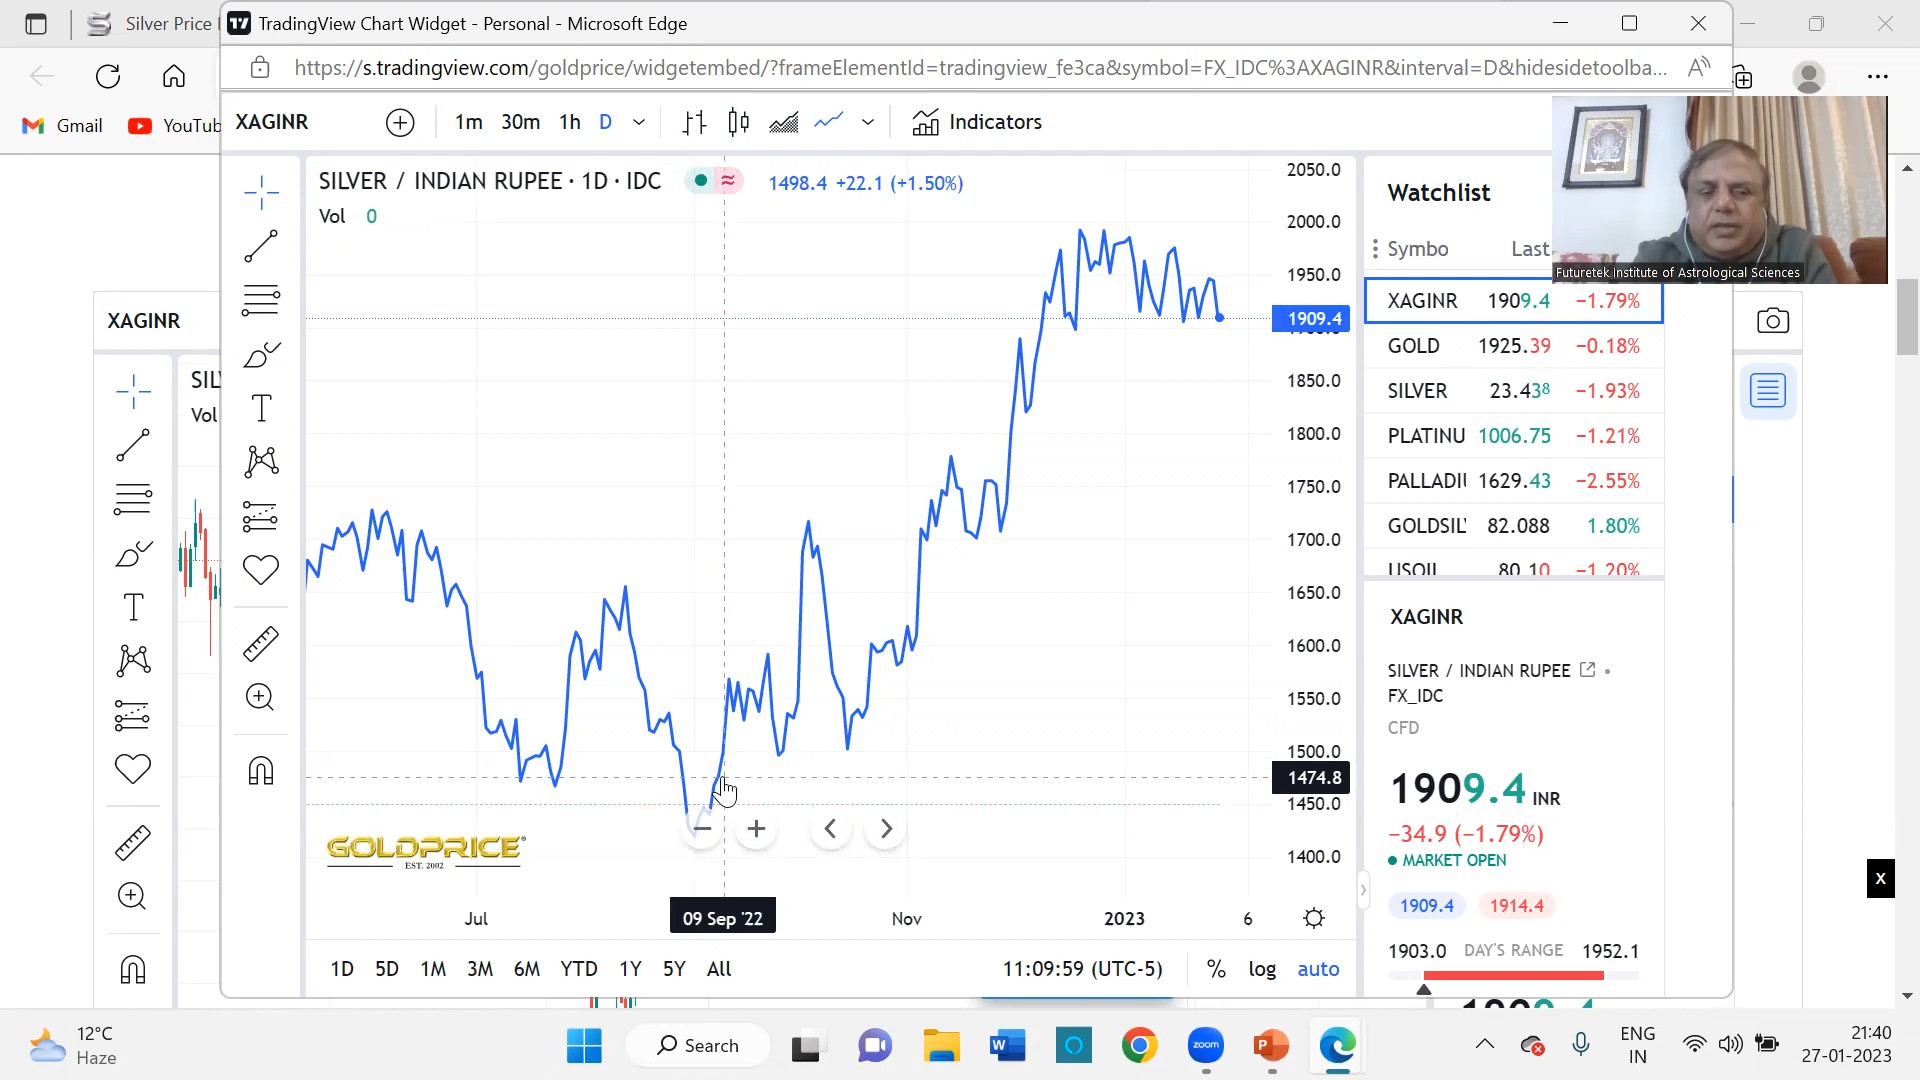 Silver Price
TradingView Chart Widget - Personal - Microsoft Edge
https://s.tradingview.com/goldprice/widgetembed/?frameElementId=tradingview_fe3ca&symbol=FX_IDC%3AXAGINR&interval=D&hidesidetoolba...
Gmail
YouTub
XAGINR
1m 30m 1h D
Indicators
SILVER / INDIAN RUPEE · 1D · IDC
1498.4 +22.1 (+1.50%)
Vol 0
2050.0
2000.0
1950.0
1909.4
1850.0
1800.0
1750.0
1700.0
1650.0
1600.0
1550.0
1500.0
1474.8
1450.0
1400.0
GOLDPRICE
EST. 2002
Jul
09 Sep '22
Nov
2023
6
1D 5D 1M 3M 6M YTD 1Y 5Y All
11:09:59 (UTC-5)
% log auto
Watchlist
Symbo Last
XAGINR 1909.4 −1.79%
GOLD 1925.39 −0.18%
SILVER 23.438 −1.93%
PLATINU 1006.75 −1.21%
PALLADIU 1629.43 −2.55%
GOLDSIL 82.088 1.80%
USOIL 80.10 −1.20%
XAGINR
SILVER / INDIAN RUPEE
FX_IDC
CFD
1909.4 INR
−34.9 (−1.79%)
MARKET OPEN
1909.4 1914.4
1903.0 DAY'S RANGE 1952.1
Futuretek Institute of Astrological Sciences
XAGINR
SIL
Vol
X
12°C
Haze
Search
zoom
ENG
IN
21:40
27-01-2023